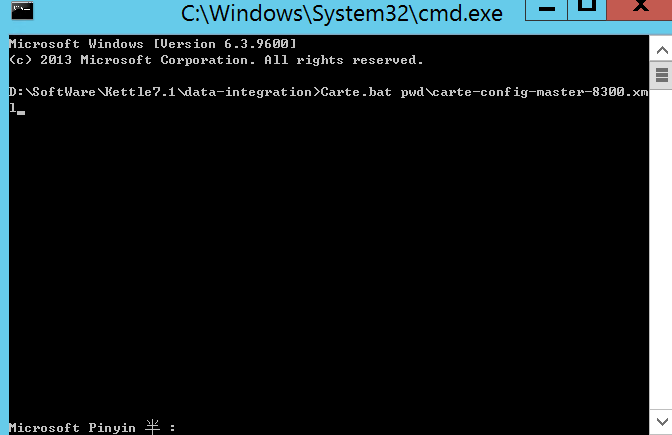 C:\Windows\System32\cmd.exe
Microsoft Windows [Version 6.3.9600]
(c) 2013 Microsoft Corporation. All rights reserved.
D:\SoftWare\Kettle7.1\data-integration>Carte.bat pwd\carte-config-master-8300.xm
l_
Microsoft Pinyin 半 :